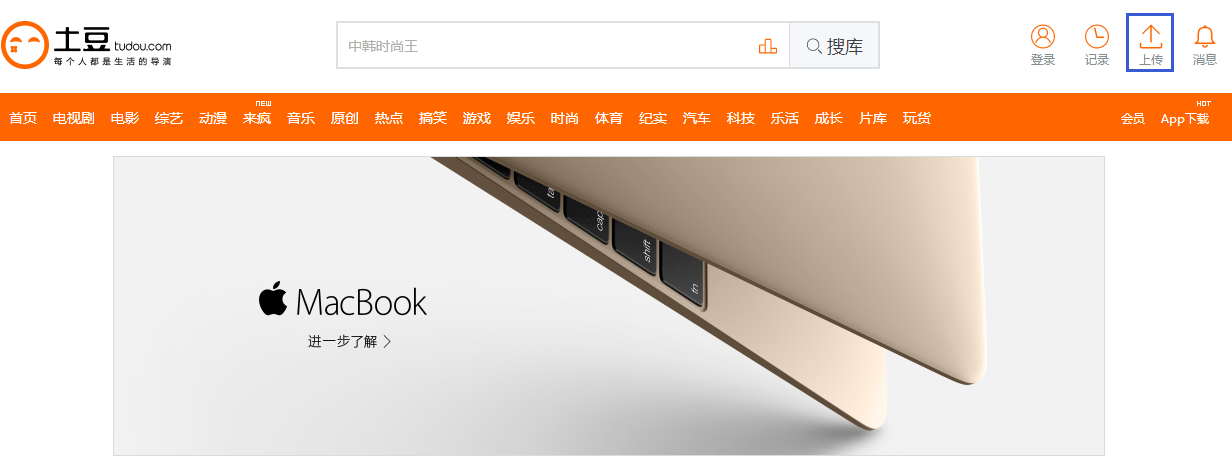 土豆 tudou.com
每个人都是生活的导演
中韩时尚王
搜库
登录 记录 上传 消息
NEW
HOT
首页 电视剧 电影 综艺 动漫 来疯 音乐 原创 热点 搞笑 游戏 娱乐 时尚 体育 纪实 汽车 科技 乐活 成长 片库 玩货 会员 App下载
tab
caps
shift
fn
MacBook
进一步了解 >